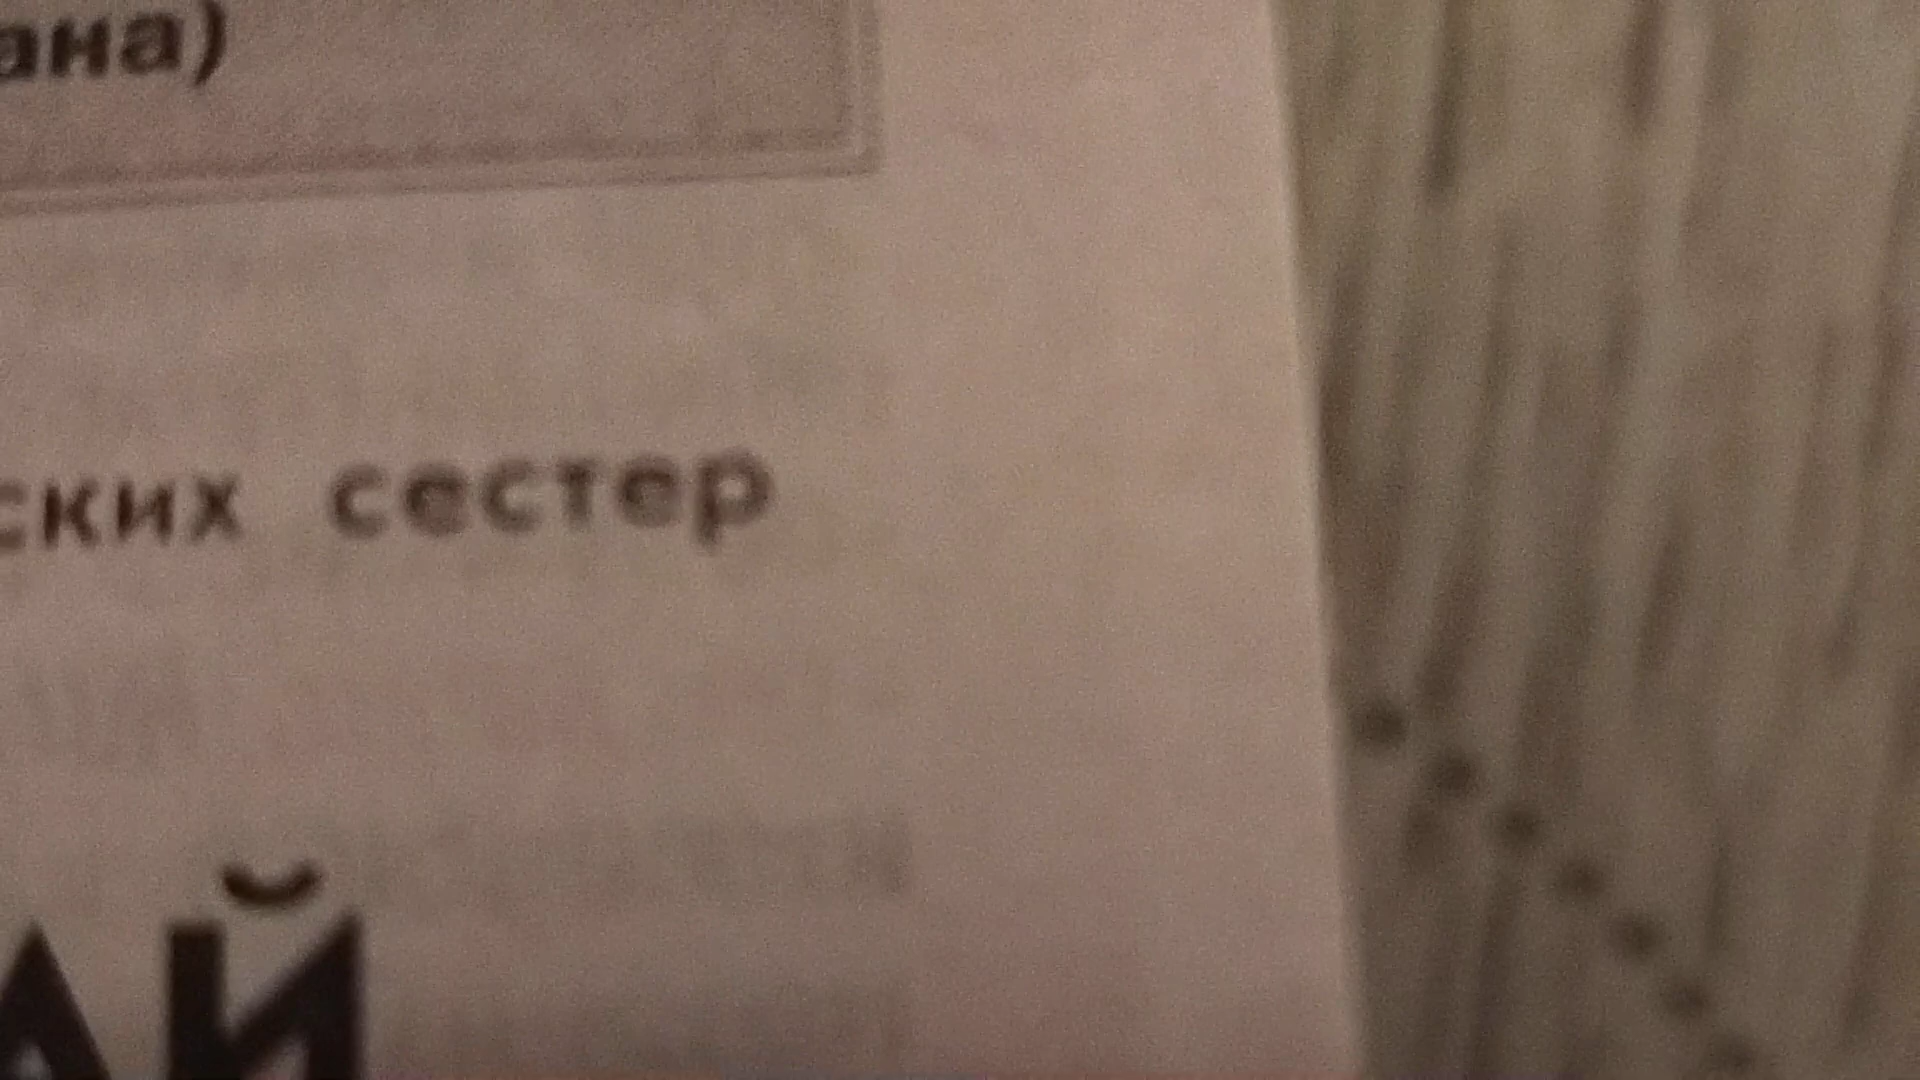 ана)
ских сестер
АЙ